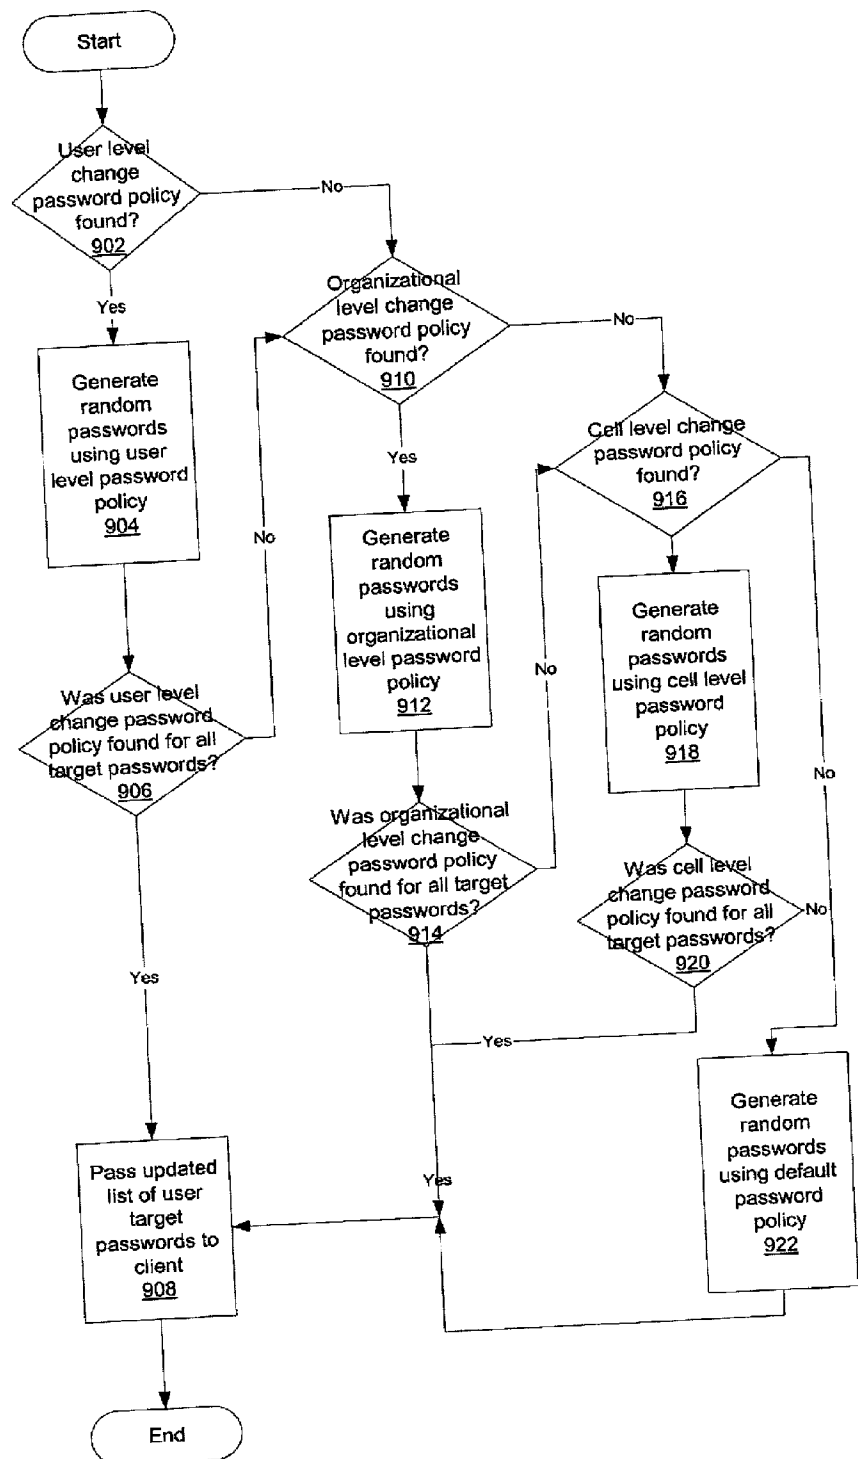 Start
User level
change
password policy
found?
902
No
Yes
Generate
random
passwords
using user
level password
policy
904
No
Was user level
change password
policy found for all
target passwords?
906
Yes
Pass updated
list of user
target
passwords to
client
908
End
Organizational
level change
password policy
found?
910
No
Yes
Generate
random
passwords
using
organizational
level password
policy
912
No
Was organizational
level change
password policy
found for all target
passwords?
914
Yes
Cell level change
password policy
found?
916
No
Generate
random
passwords
using cell level
password
policy
918
Was cell level
change password
policy found for all
target passwords?
920
No
Yes
Generate
random
passwords
using default
password
policy
922